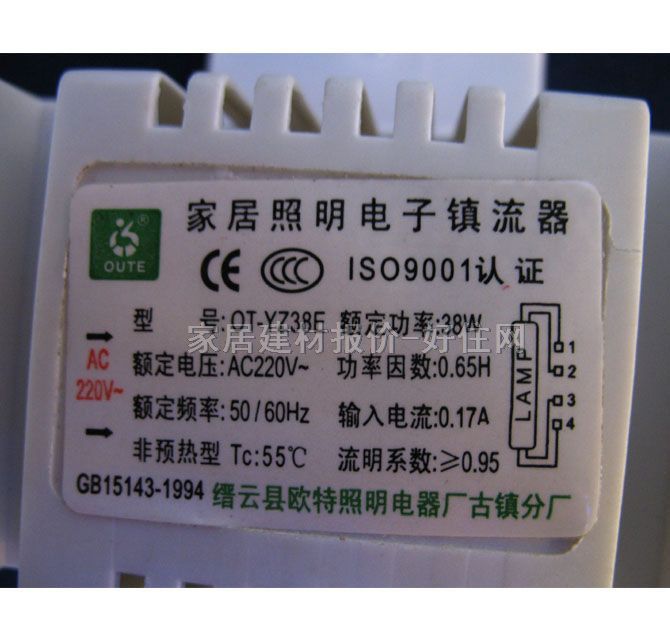 家居照明电子镇流器
® OUTE
CE CCC ISO9001认证
型 号:OT-YZ38E 额定功率:38W
家居建材报价-好住网
额定电压:AC220V~ 功率因数:0.65H
AC
220V~
额定频率:50/60Hz 输入电流:0.17A
非预热型 Tc:55℃ 流明系数:≥0.95
LAMP
1
2
3
4
GB15143-1994 缙云县欧特照明电器厂古镇分厂